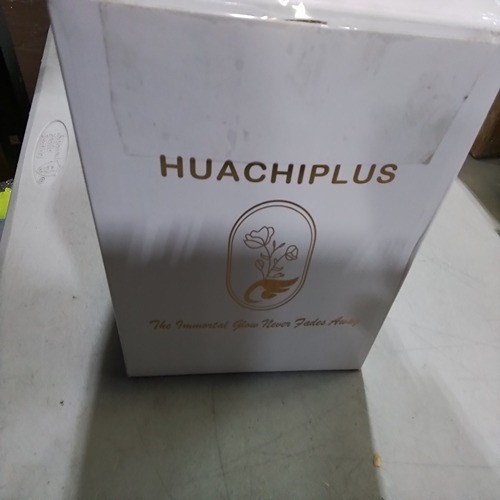 HUACHIPLUS
The Immortal Glow Never Fades Away